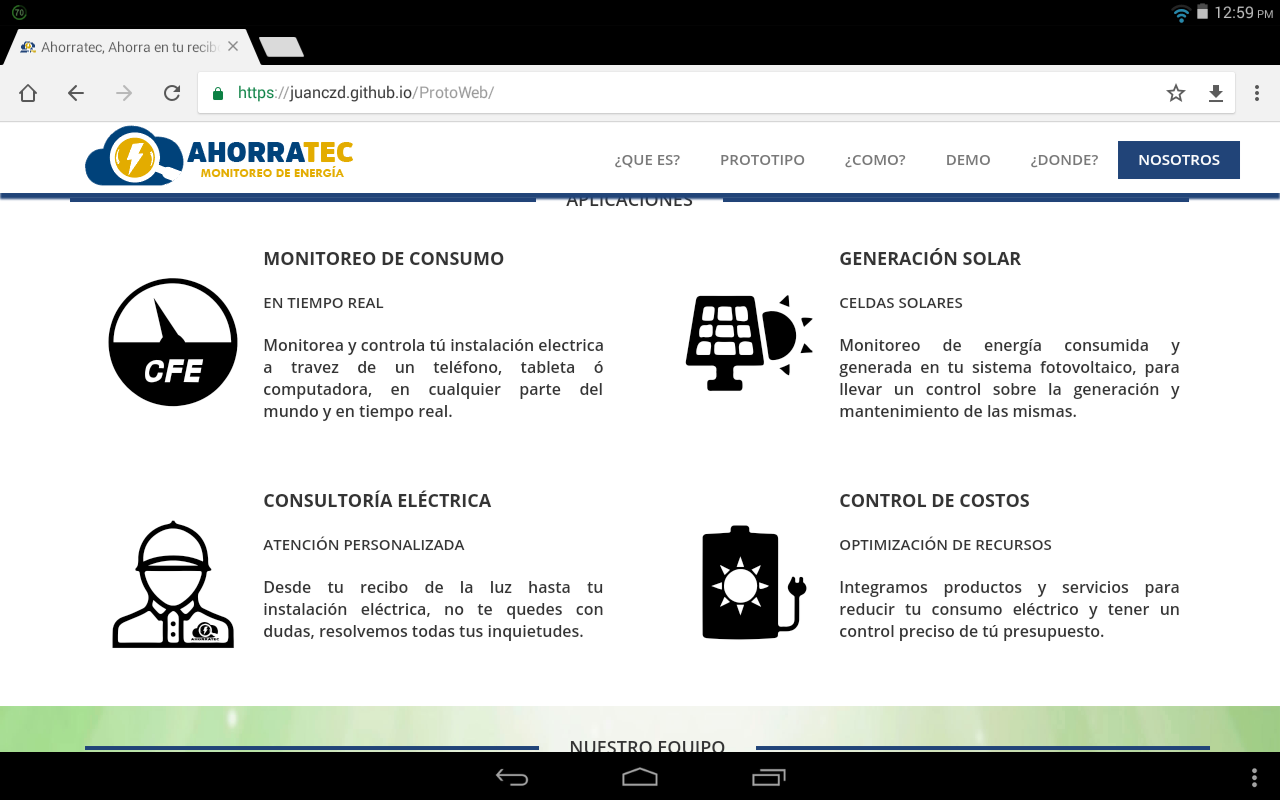 70
12:59 PM
Ahorratec, Ahorra en tu recib
https://juanczd.github.io/ProtoWeb/
AHORRATEC
MONITOREO DE ENERGÍA
¿QUE ES?
PROTOTIPO
¿COMO?
DEMO
¿DONDE?
NOSOTROS
APLICACIONES
MONITOREO DE CONSUMO
EN TIEMPO REAL
Monitorea y controla tú instalación electrica
a travez de un teléfono, tableta ó
computadora, en cualquier parte del
mundo y en tiempo real.
CFE
GENERACIÓN SOLAR
CELDAS SOLARES
Monitoreo de energía consumida y
generada en tu sistema fotovoltaico, para
llevar un control sobre la generación y
mantenimiento de las mismas.
CONSULTORÍA ELÉCTRICA
ATENCIÓN PERSONALIZADA
Desde tu recibo de la luz hasta tu
instalación eléctrica, no te quedes con
dudas, resolvemos todas tus inquietudes.
AHORRATEC
CONTROL DE COSTOS
OPTIMIZACIÓN DE RECURSOS
Integramos productos y servicios para
reducir tu consumo eléctrico y tener un
control preciso de tú presupuesto.
NUESTRO EQUIPO